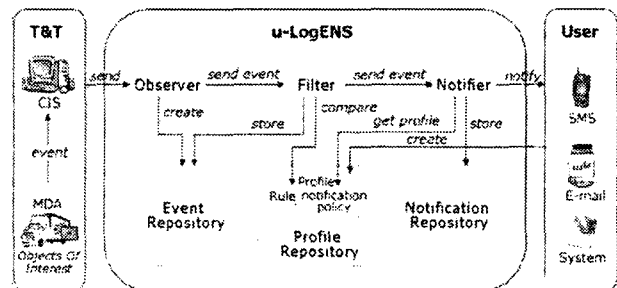 T&T
u-LogENS
User
send
Observer
send event
Filter
send event
Notifier
notify
CIS
create
store
compare
get profile
store
create
SMS
event
MDA
Objects Of Interest
Event Repository
Rule
Profile notification policy
Profile Repository
Notification Repository
E-mail
System